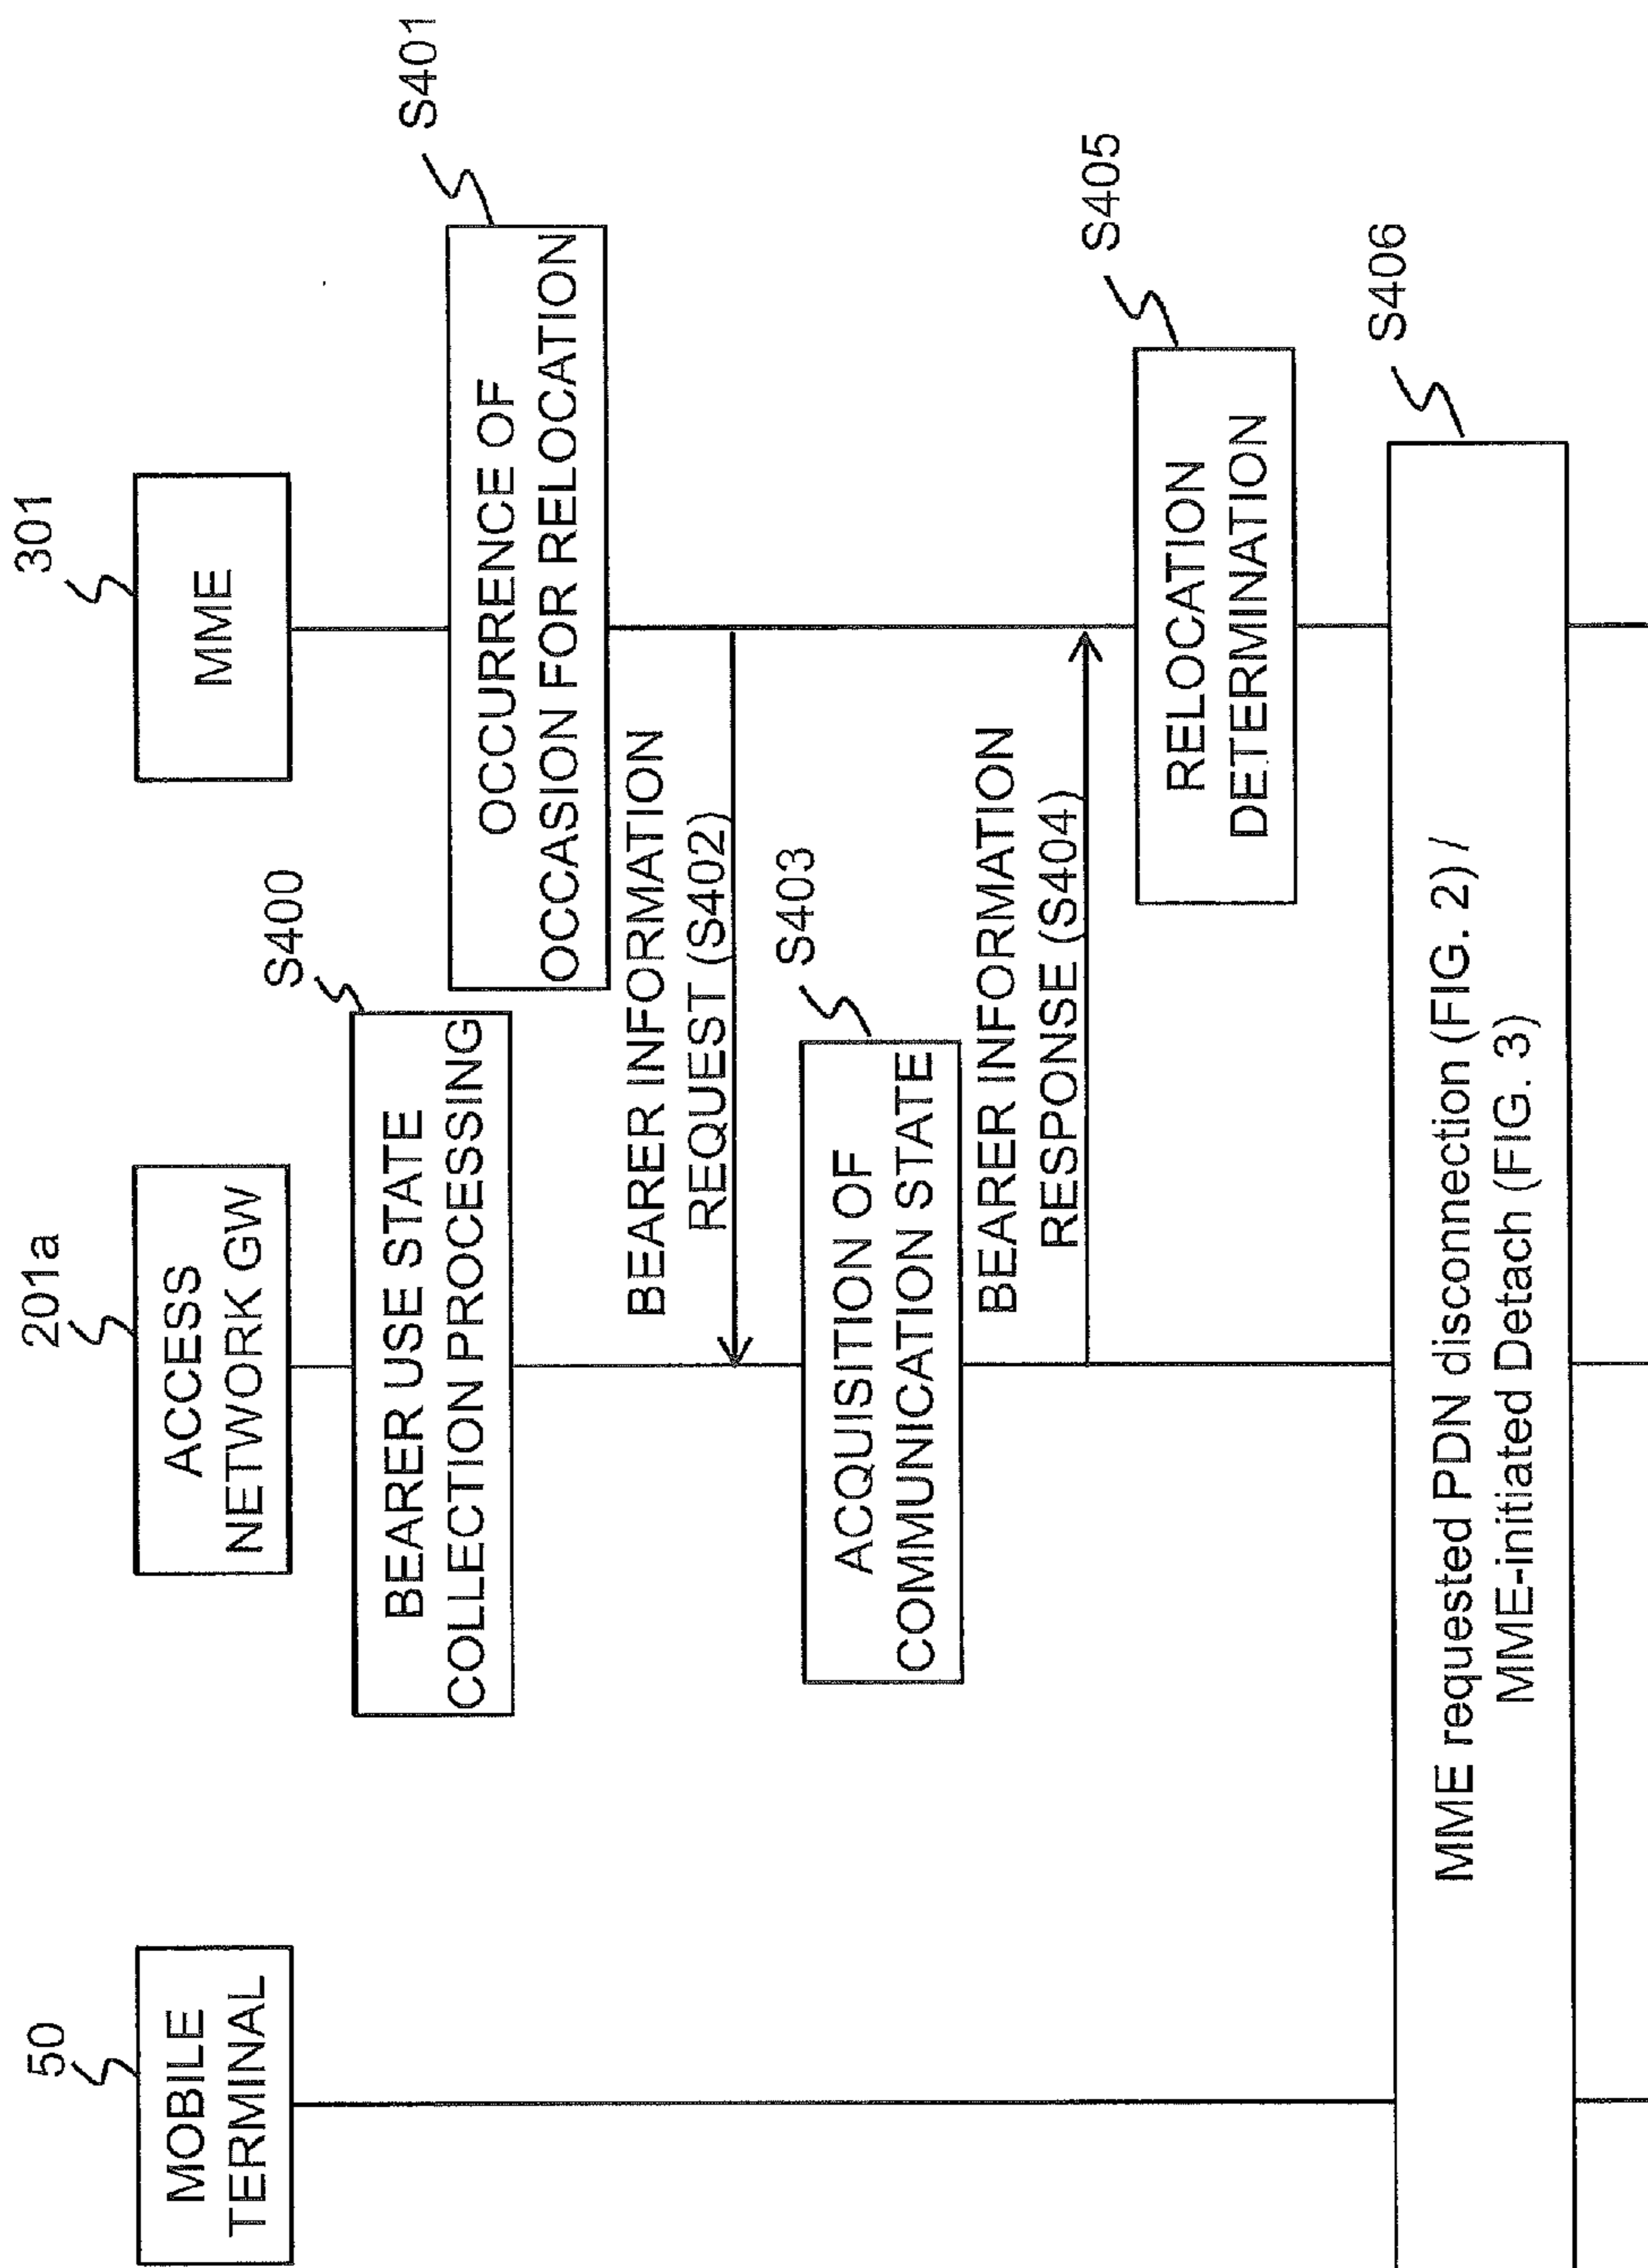 50
MOBILE
TERMINAL
201a
ACCESS
NETWORK GW
301
MME
S400
BEARER USE STATE
COLLECTION PROCESSING
S401
OCCURRENCE OF
OCCASION FOR RELOCATION
BEARER INFORMATION
REQUEST (S402)
S403
ACQUISITION OF
COMMUNICATION STATE
BEARER INFORMATION
RESPONSE (S404)
S405
RELOCATION
DETERMINATION
S406
MME requested PDN disconnection (FIG. 2) /
MME-initiated Detach (FIG. 3)